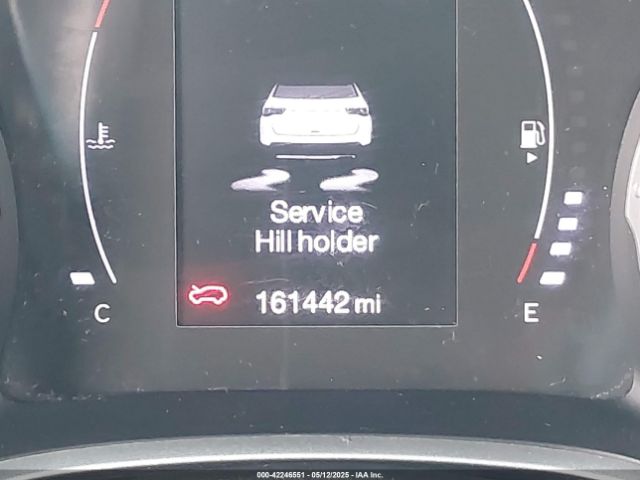 Service
Hill holder
161442 mi
C
E
000-42246551 - 05/12/2025 - IAA Inc.